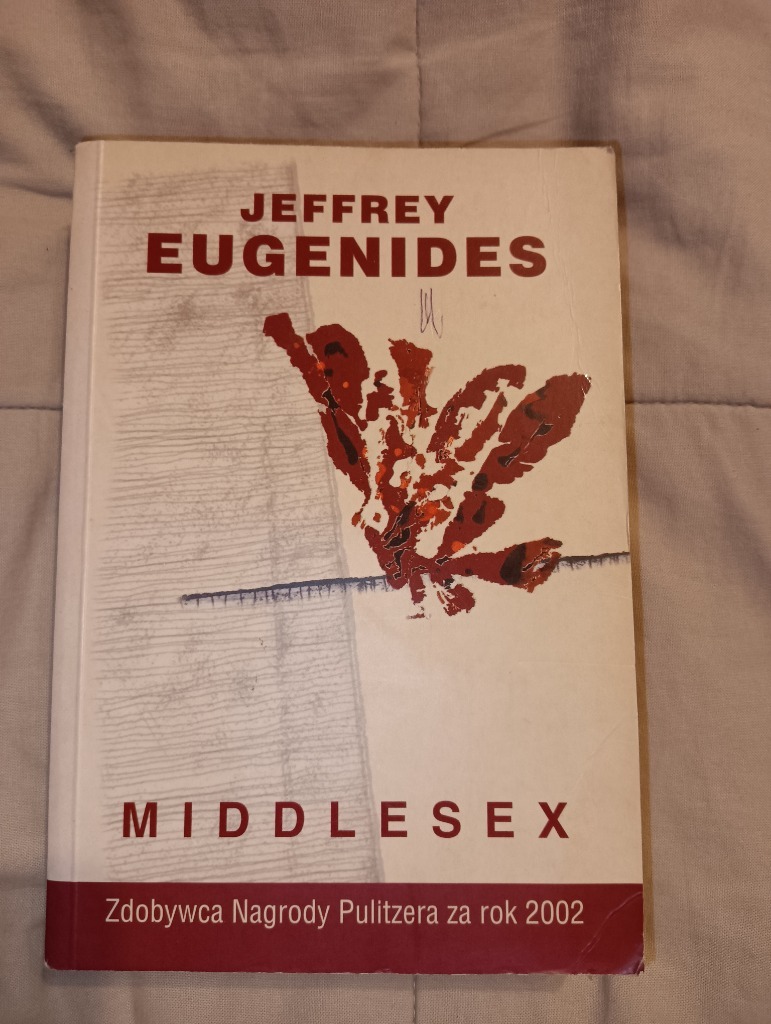 JEFFREY
EUGENIDES
MIDDLESEX
Zdobywca Nagrody Pulitzera za rok 2002